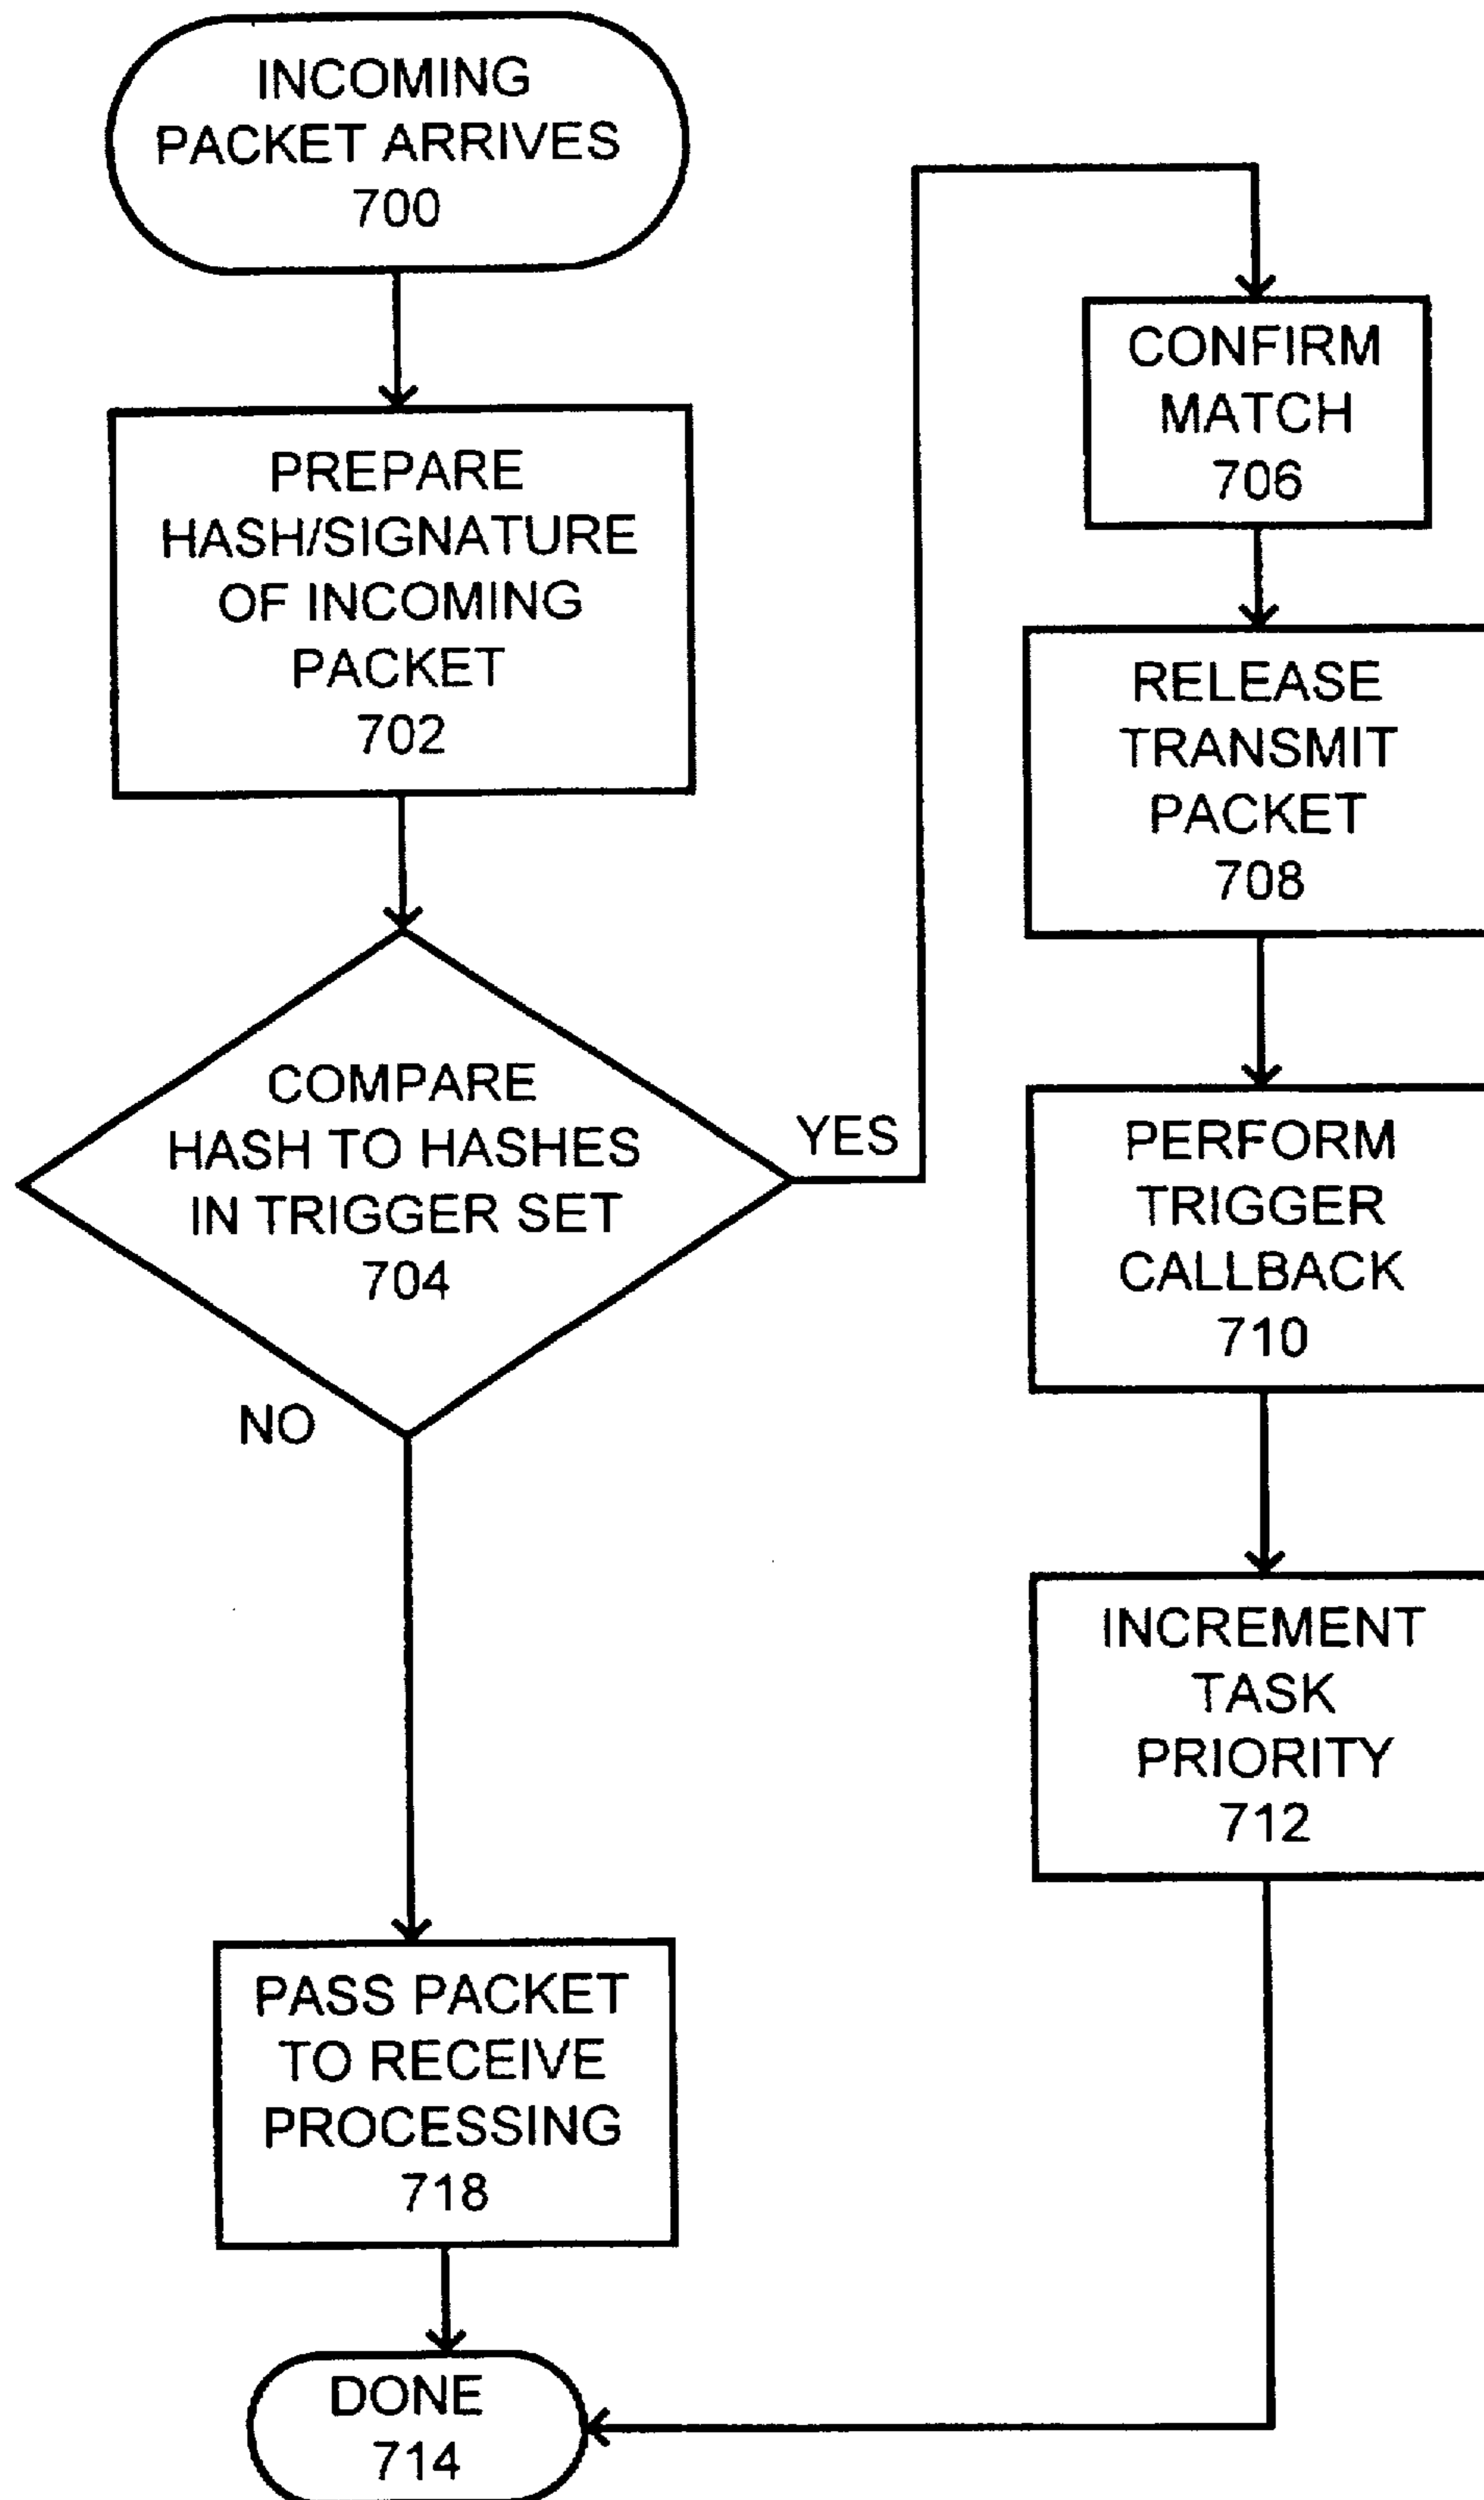 INCOMING
PACKET ARRIVES
700
PREPARE
HASH/SIGNATURE
OF INCOMING
PACKET
702
COMPARE
HASH TO HASHES
IN TRIGGER SET
704
YES
NO
PASS PACKET
TO RECEIVE
PROCESSING
718
DONE
714
CONFIRM
MATCH
706
RELEASE
TRANSMIT
PACKET
708
PERFORM
TRIGGER
CALLBACK
710
INCREMENT
TASK
PRIORITY
712